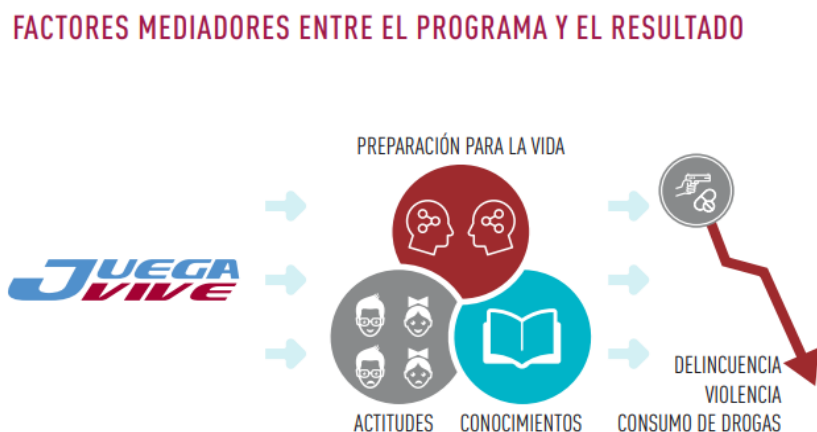 FACTORES MEDIADORES ENTRE EL PROGRAMA Y EL RESULTADO
PREPARACIÓN PARA LA VIDA
JUEGA
VIVE
ACTITUDES
CONOCIMIENTOS
DELINCUENCIA
VIOLENCIA
CONSUMO DE DROGAS